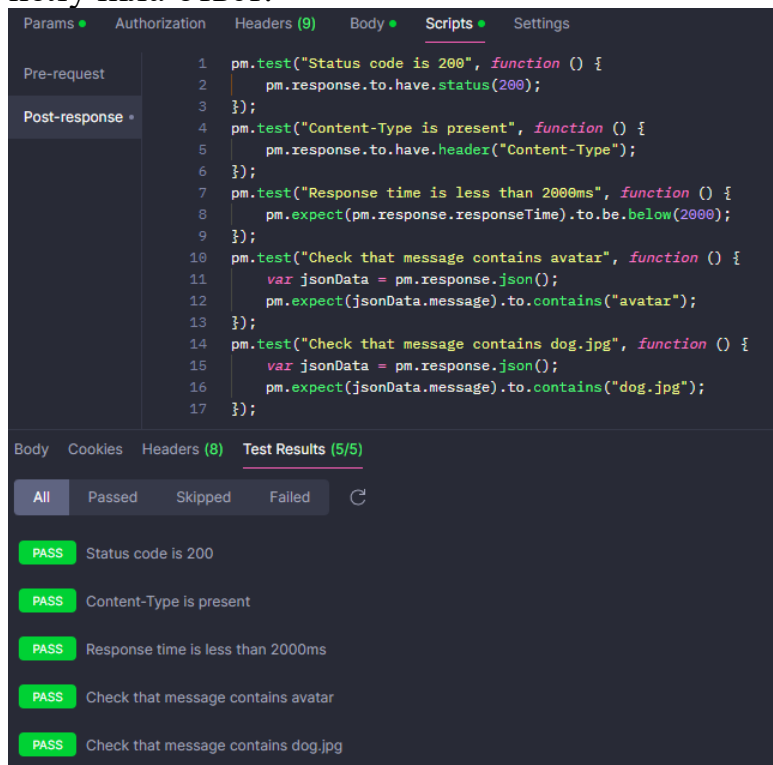 Params Authorization Headers (9) Body Scripts Settings
Pre-request
Post-response
1 pm.test("Status code is 200", function () {
2 pm.response.to.have.status(200);
3 });
4 pm.test("Content-Type is present", function () {
5 pm.response.to.have.header("Content-Type");
6 });
7 pm.test("Response time is less than 2000ms", function () {
8 pm.expect(pm.response.responseTime).to.be.below(2000);
9 });
10 pm.test("Check that message contains avatar", function () {
11 var jsonData = pm.response.json();
12 pm.expect(jsonData.message).to.contains("avatar");
13 });
14 pm.test("Check that message contains dog.jpg", function () {
15 var jsonData = pm.response.json();
16 pm.expect(jsonData.message).to.contains("dog.jpg");
17 });
Body Cookies Headers (8) Test Results (5/5)
All Passed Skipped Failed
PASS Status code is 200
PASS Content-Type is present
PASS Response time is less than 2000ms
PASS Check that message contains avatar
PASS Check that message contains dog.jpg